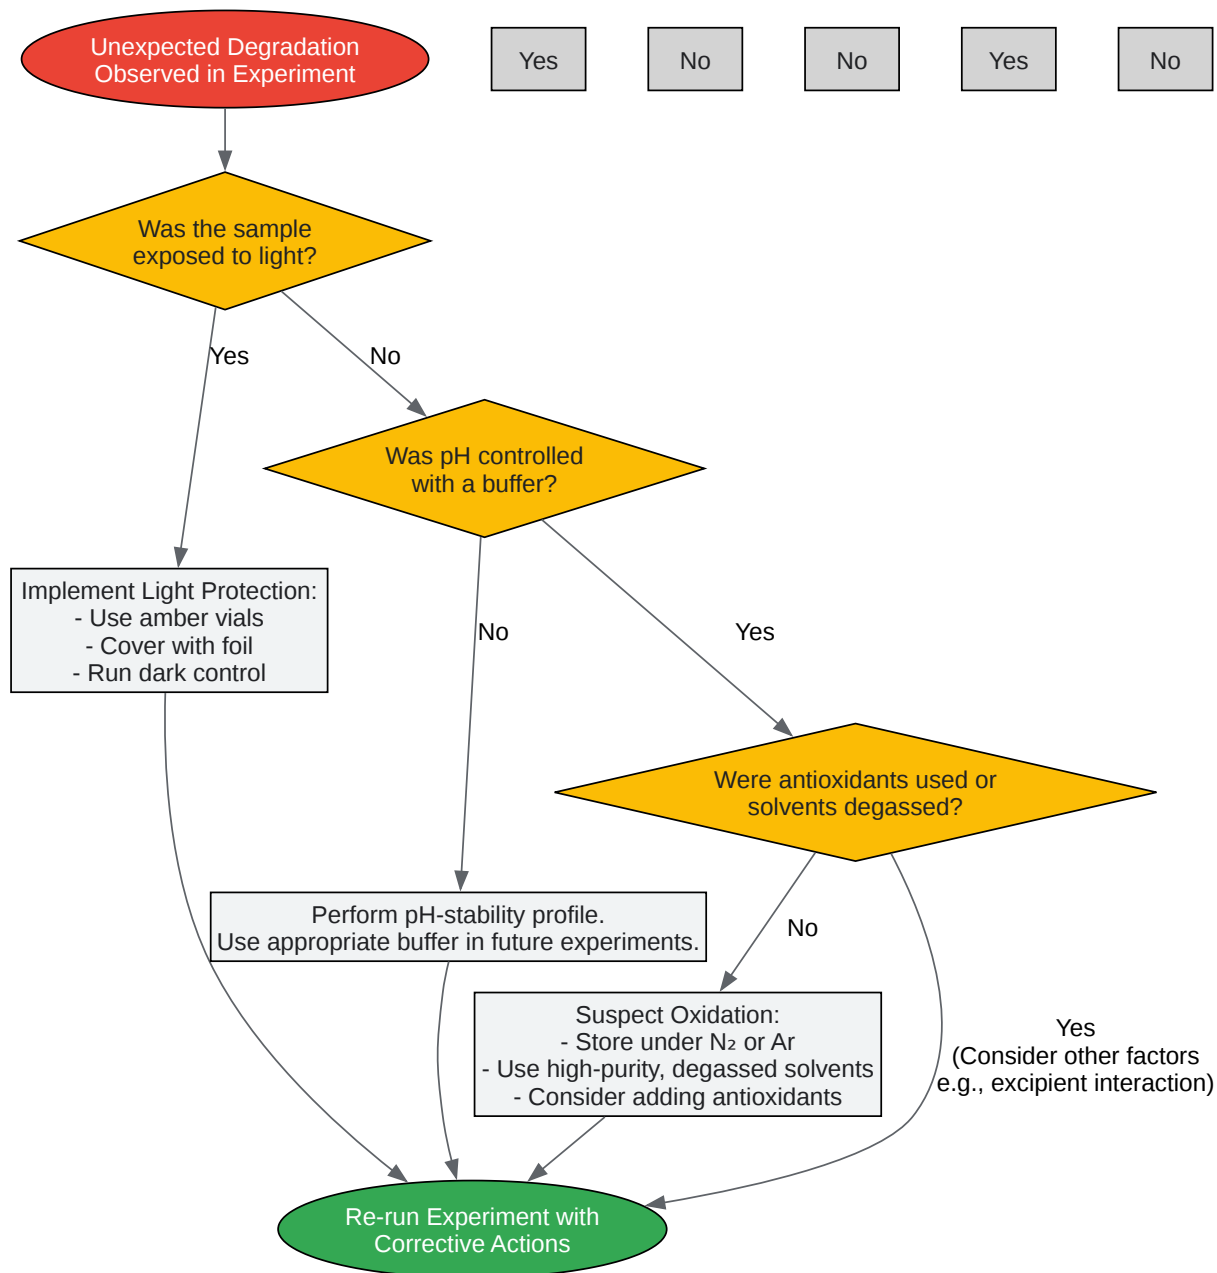 Unexpected Degradation
Observed in Experiment
Yes
No
No
Yes
No
Was the sample
exposed to light?
Yes
No
Was pH controlled
with a buffer?
Implement Light Protection:
- Use amber vials
- Cover with foil
- Run dark control
No
Yes
Were antioxidants used or
solvents degassed?
Perform pH-stability profile.
Use appropriate buffer in future experiments.
No
Suspect Oxidation:
- Store under N₂ or Ar
- Use high-purity, degassed solvents
- Consider adding antioxidants
Yes
(Consider other factors
e.g., excipient interaction)
Re-run Experiment with
Corrective Actions